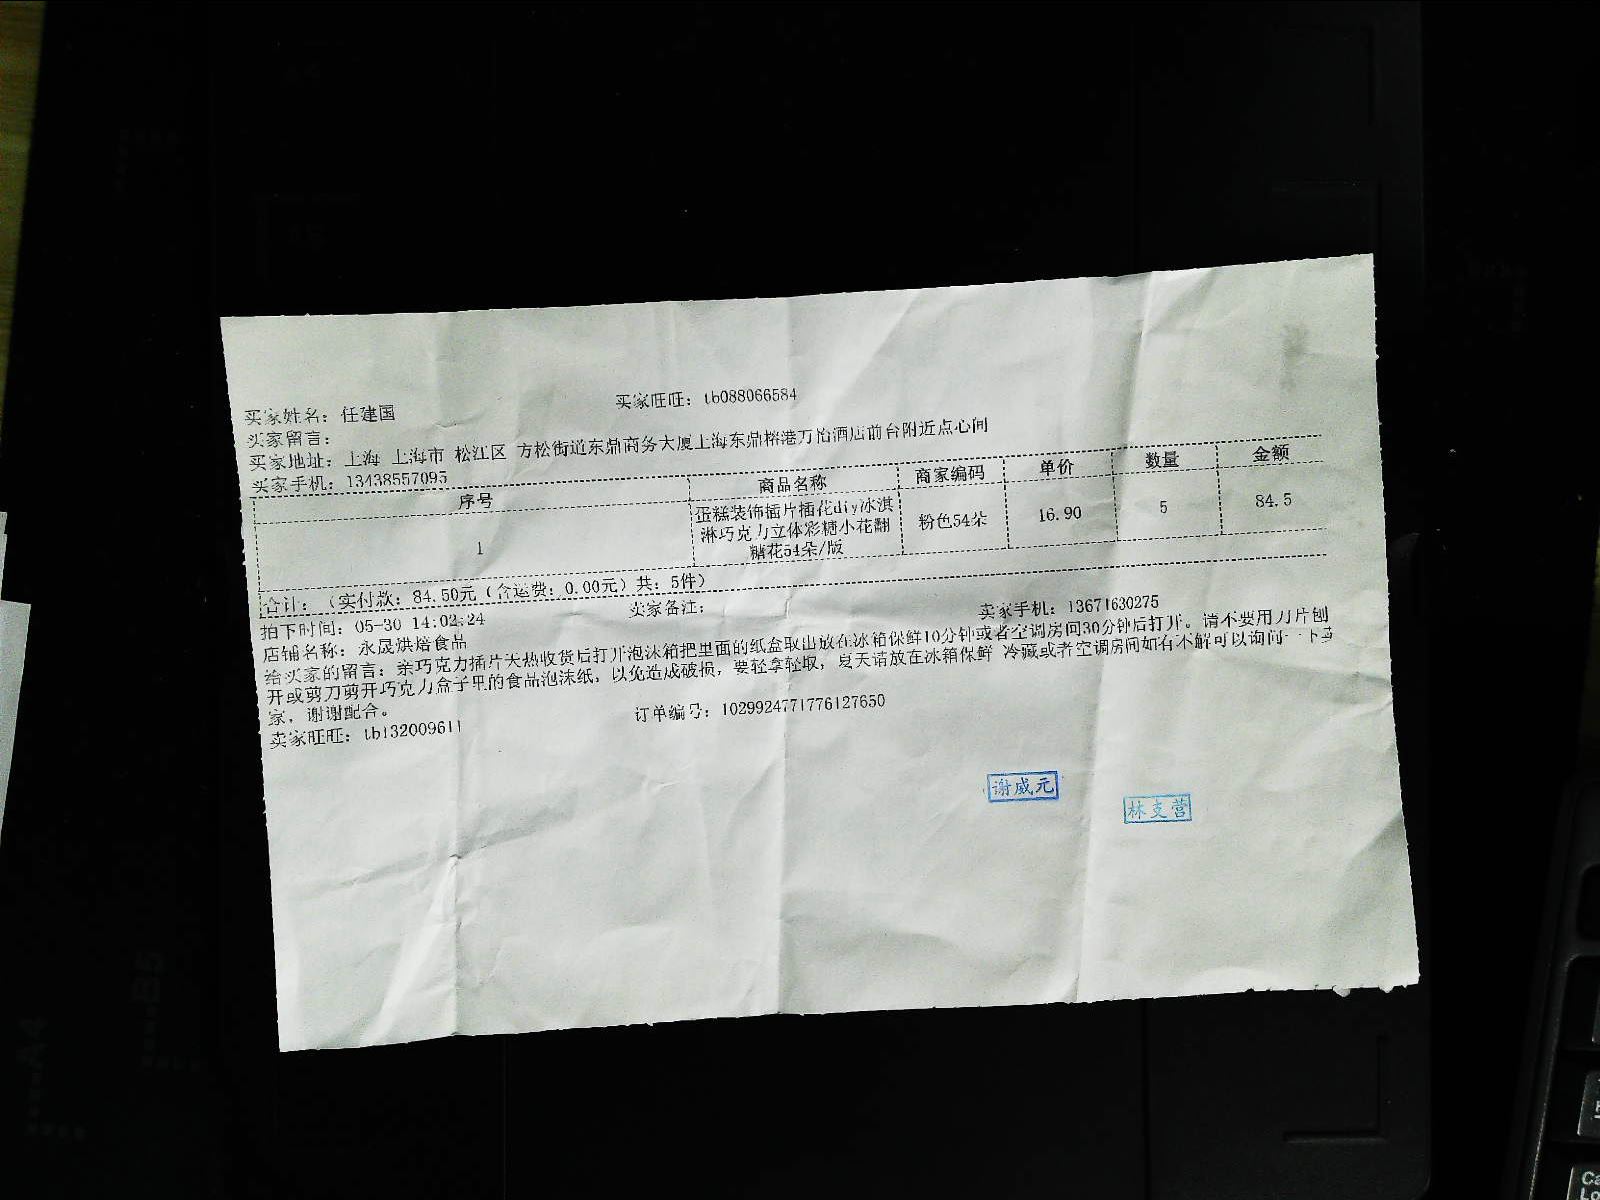 买家姓名：任建国 买家旺旺：tb088066584
买家留言：
买家地址：上海 上海市 松江区 方松街道东鼎商务大厦上海东鼎榕港万怡酒店前台附近点心间
买家手机：13438557095
序号 商品名称 商家编码 单价 数量 金额
1 蛋糕装饰插片插花diy冰淇 粉色54朵 16.90 5 84.5
淋巧克力立体彩糖小花翻
糖花54朵/版
合计：（实付款：84.50元（含运费：0.00元）共：5件）
拍下时间：05-30 14:02:24 卖家备注： 卖家手机：13671630275
店铺名称：永晟烘焙食品
给买家的留言：亲巧克力插片天热收货后打开泡沫箱把里面的纸盒取出放在冰箱保鲜10分钟或者空调房间30分钟后打开。请不要用刀片刨
开或剪刀剪开巧克力盒子里的食品泡沫纸，以免造成破损，要轻拿轻取，夏天请放在冰箱保鲜 冷藏或者空调房间如有不解可以询问一下卖
家，谢谢配合。
卖家旺旺：tb132009611 订单编号：1029924771776127650
谢威元
林支营
A4
B5